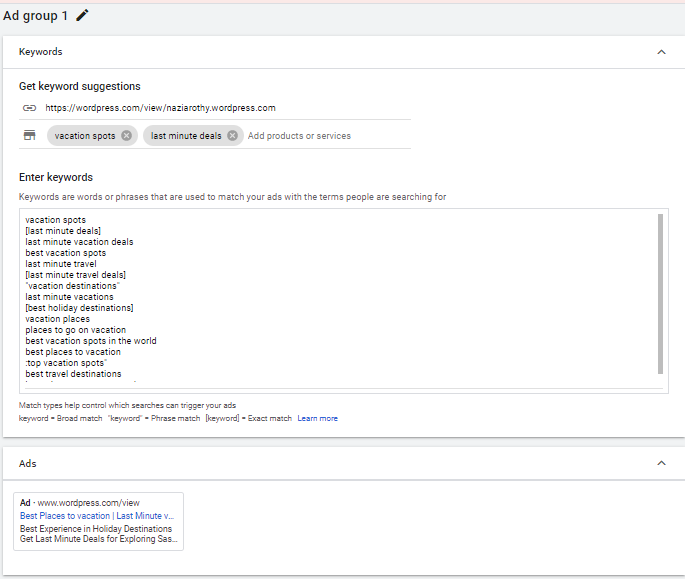 Ad group 1
Keywords
Get keyword suggestions
https://wordpress.com/view/naziarothy.wordpress.com
vacation spots last minute deals Add products or services
Enter keywords
Keywords are words or phrases that are used to match your ads with the terms people are searching for
vacation spots
[last minute deals]
last minute vacation deals
best vacation spots
last minute travel
[last minute travel deals]
"vacation destinations"
last minute vacations
[best holiday destinations]
vacation places
places to go on vacation
best vacation spots in the world
best places to vacation
:top vacation spots"
best travel destinations
Match types help control which searches can trigger your ads
keyword = Broad match "keyword" = Phrase match [keyword] = Exact match Learn more
Ads
Ad · www.wordpress.com/view
Best Places to vacation | Last Minute v...
Best Experience in Holiday Destinations
Get Last Minute Deals for Exploring Sas...